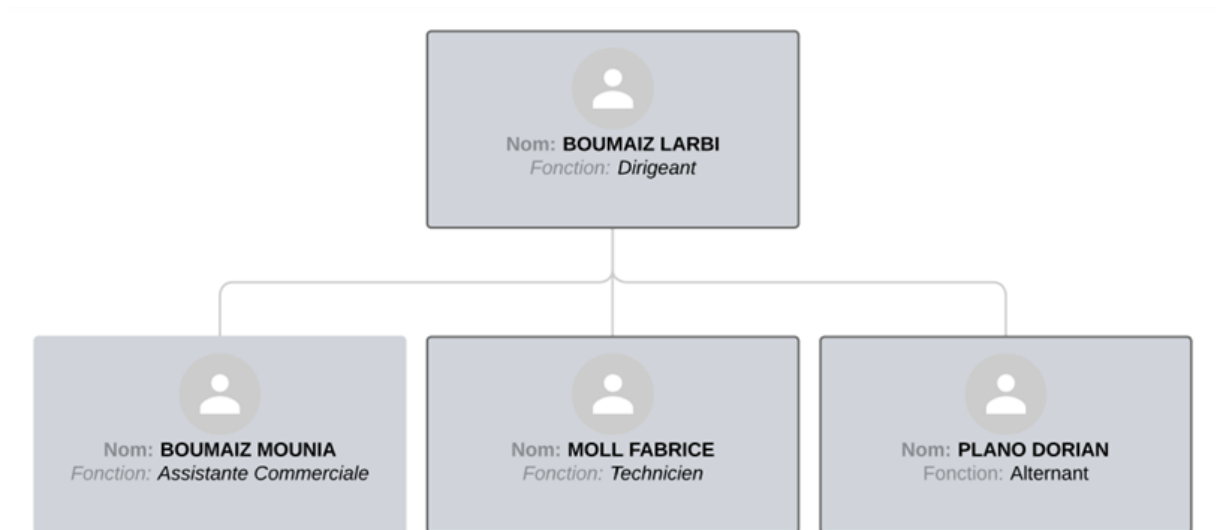 Nom: BOUMAIZ LARBI
Fonction: Dirigeant
Nom: BOUMAIZ MOUNIA
Fonction: Assistante Commerciale
Nom: MOLL FABRICE
Fonction: Technicien
Nom: PLANO DORIAN
Fonction: Alternant